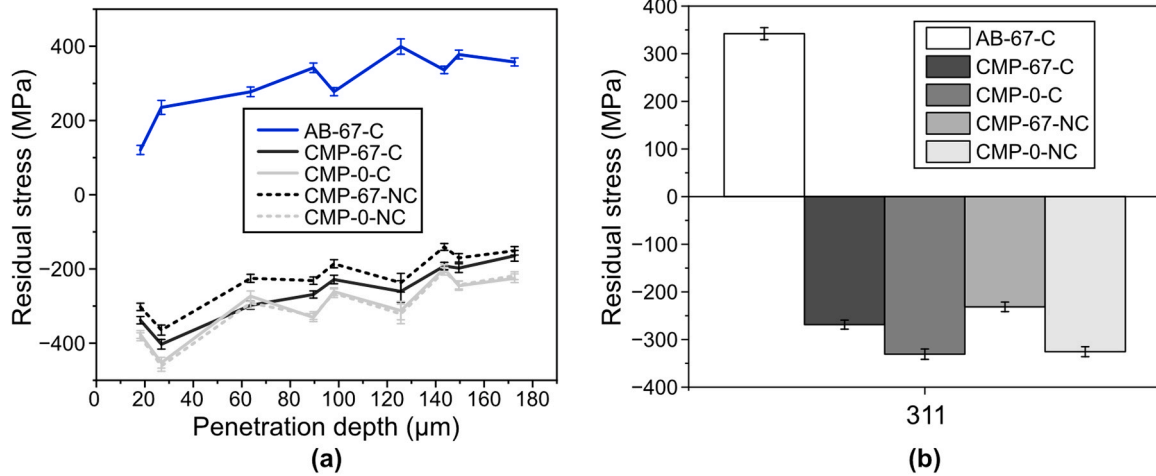 Residual stress (MPa)
400
200
0
−200
−400
AB-67-C
CMP-67-C
CMP-0-C
CMP-67-NC
CMP-0-NC
0 20 40 60 80 100 120 140 160 180
Penetration depth (μm)
(a)
Residual stress (MPa)
400
300
200
100
0
−100
−200
−300
−400
AB-67-C
CMP-67-C
CMP-0-C
CMP-67-NC
CMP-0-NC
311
(b)